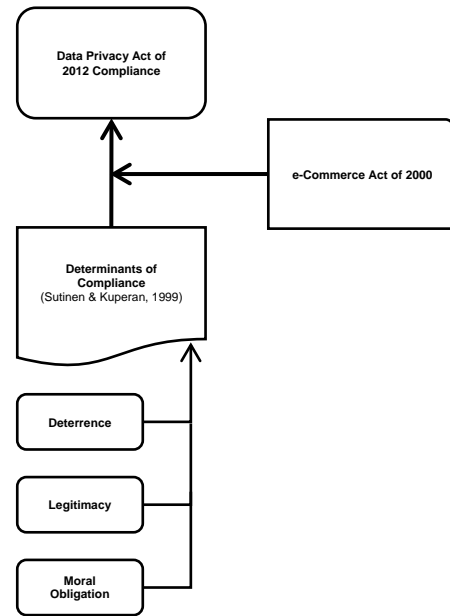 Data Privacy Act of
2012 Compliance
e-Commerce Act of 2000
Determinants of
Compliance
(Sutinen & Kuperan, 1999)
Deterrence
Legitimacy
Moral
Obligation